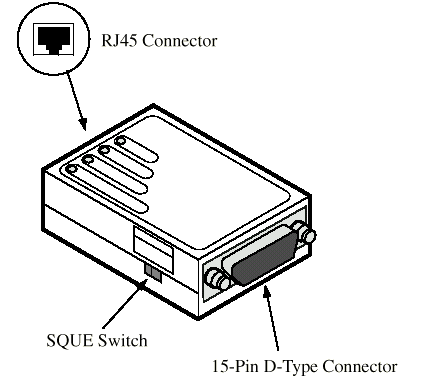 RJ45 Connector
SQUE Switch
15-Pin D-Type Connector